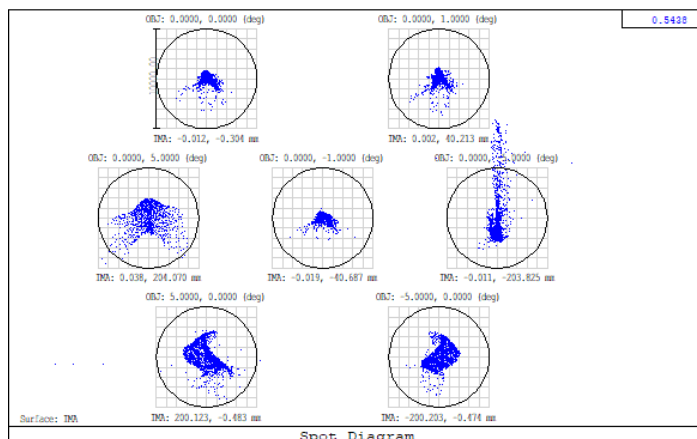 OBJ: 0.0000, 0.0000 (deg)
OBJ: 0.0000, 1.0000 (deg)
0.5438
IMA: -0.012, -0.304 mm
IMA: 0.002, 40.213 mm
OBJ: 0.0000, 5.0000 (deg)
OBJ: 0.0000, -1.0000 (deg)
OBJ: 0.0000, (deg)
IMA: 0.038, 204.070 mm
IMA: -0.019, -40.687 mm
IMA: -0.011, -203.825 mm
OBJ: 5.0000, 0.0000 (deg)
OBJ: -5.0000, 0.0000 (deg)
IMA: 200.123, -0.483 mm
IMA: -200.203, -0.474 mm
Surface: IMA
Spot Diagram